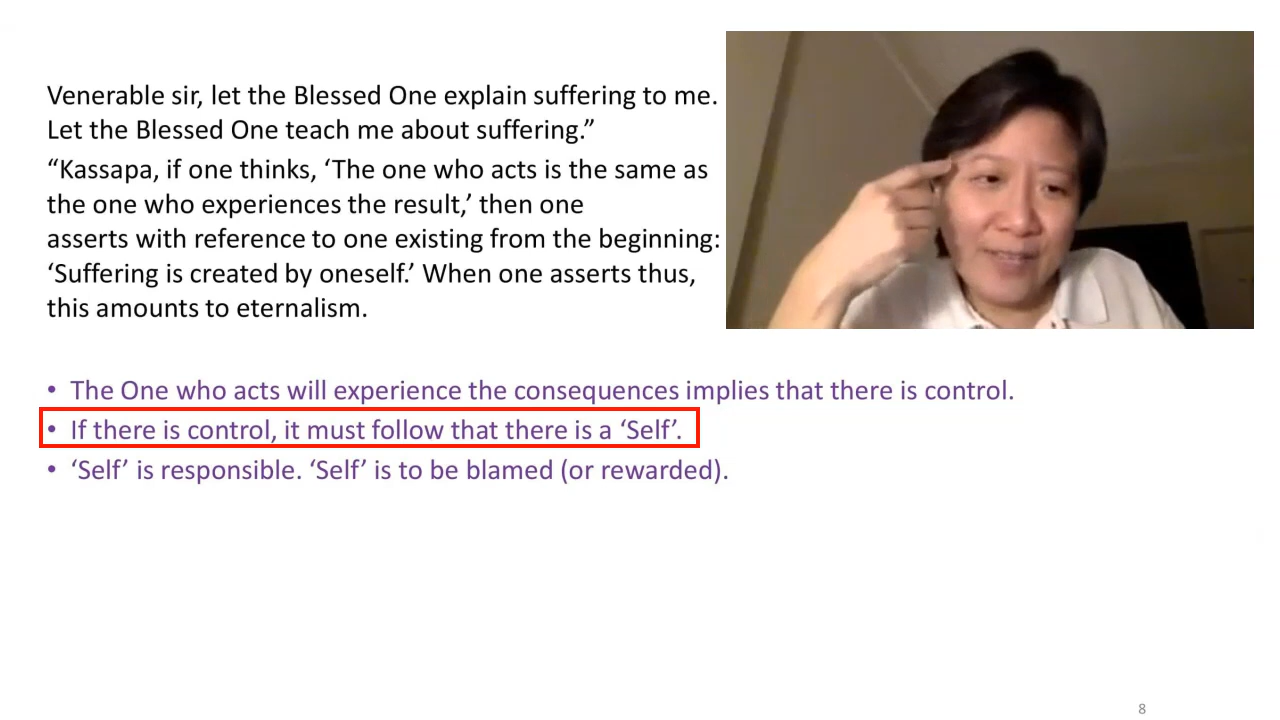 Venerable sir, let the Blessed One explain suffering to me.
Let the Blessed One teach me about suffering.”
“Kassapa, if one thinks, ‘The one who acts is the same as
the one who experiences the result,’ then one
asserts with reference to one existing from the beginning:
‘Suffering is created by oneself.’ When one asserts thus,
this amounts to eternalism.
• The One who acts will experience the consequences implies that there is control.
• If there is control, it must follow that there is a ‘Self’.
• ‘Self’ is responsible. ‘Self’ is to be blamed (or rewarded).
8